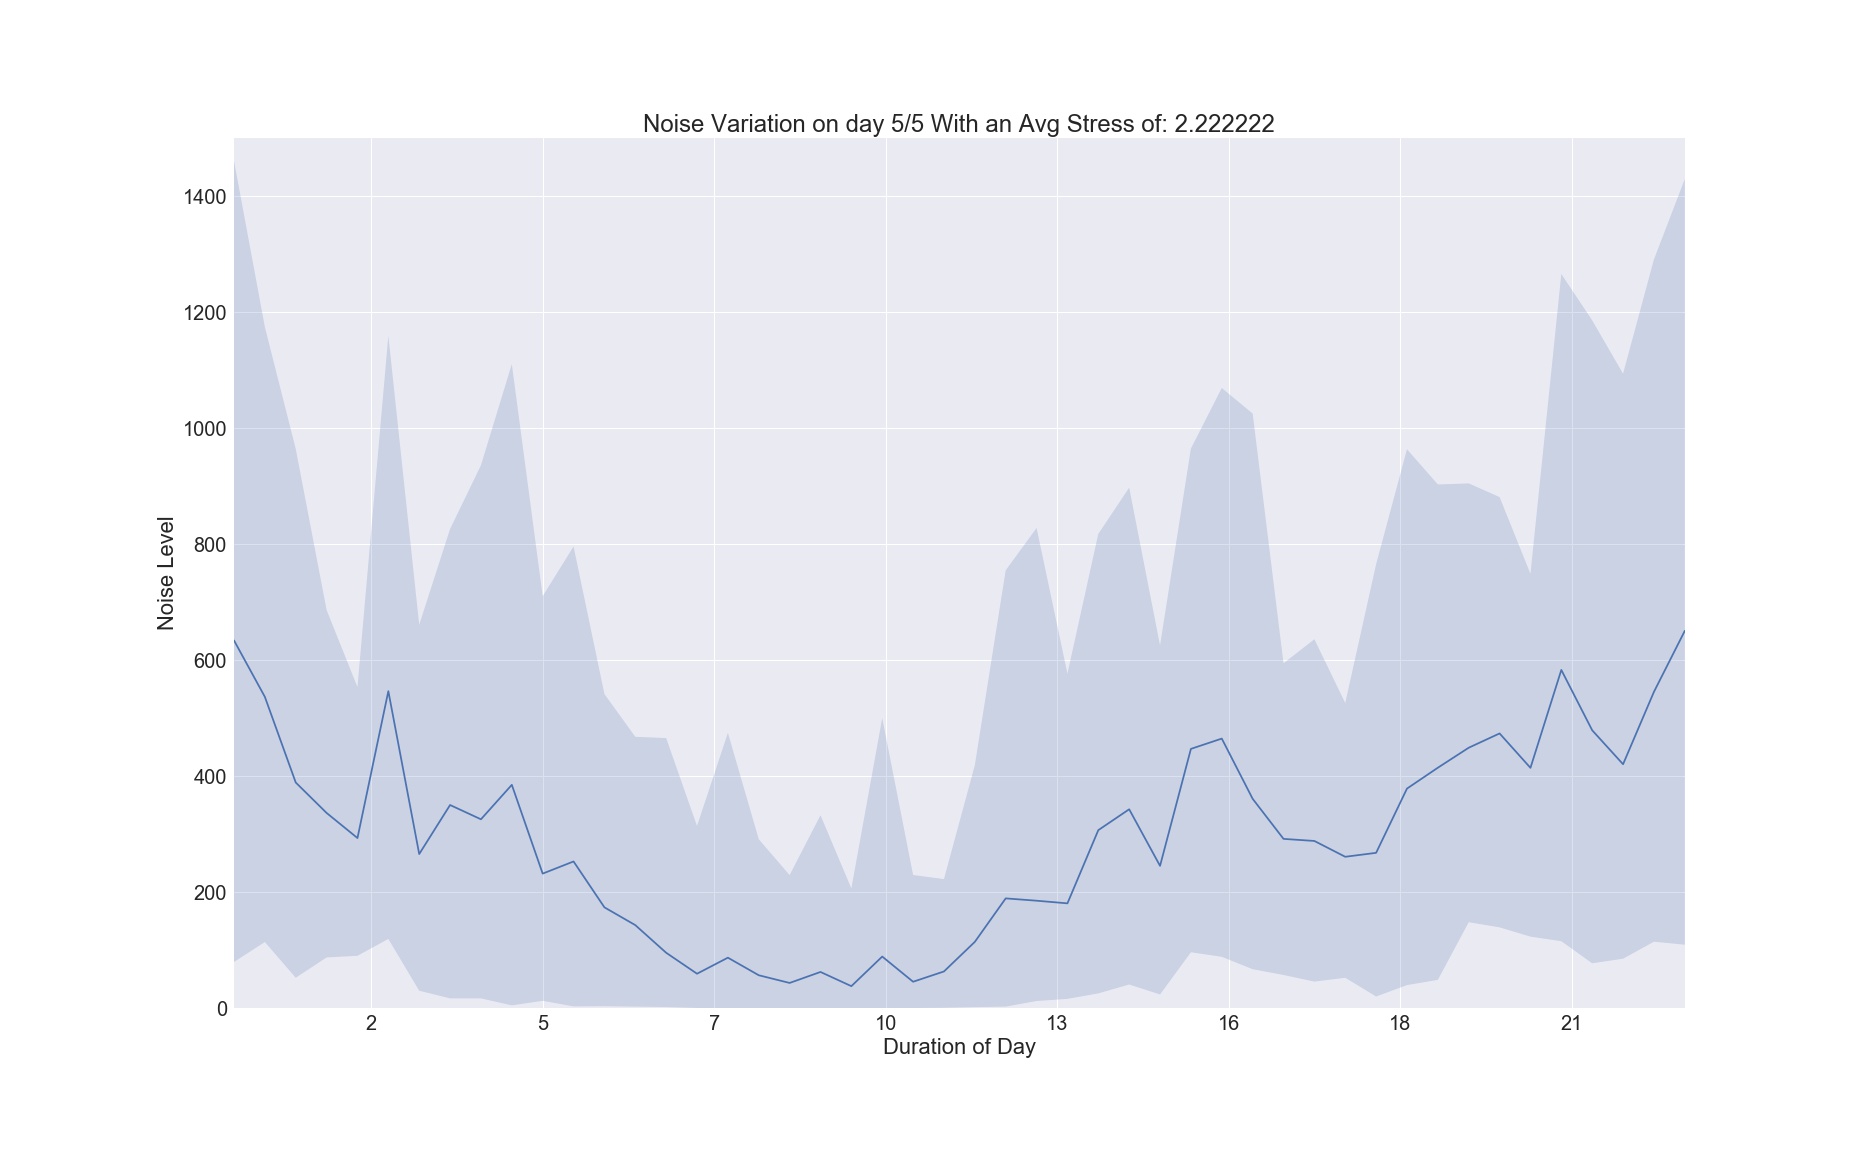 Noise Variation on day 5/5 With an Avg Stress of: 2.222222
1400
1200
1000
800
600
400
200
0
Noise Level
2 5 7 10 13 16 18 21
Duration of Day